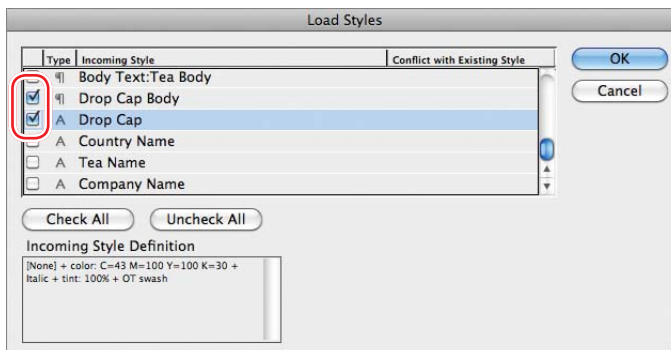 Load Styles
Type Incoming Style Conflict with Existing Style
¶ Body Text:Tea Body
¶ Drop Cap Body
A Drop Cap
A Country Name
A Tea Name
A Company Name
OK
Cancel
Check All Uncheck All
Incoming Style Definition
[None] + color: C=43 M=100 Y=100 K=30 +
Italic + tint: 100% + OT swash